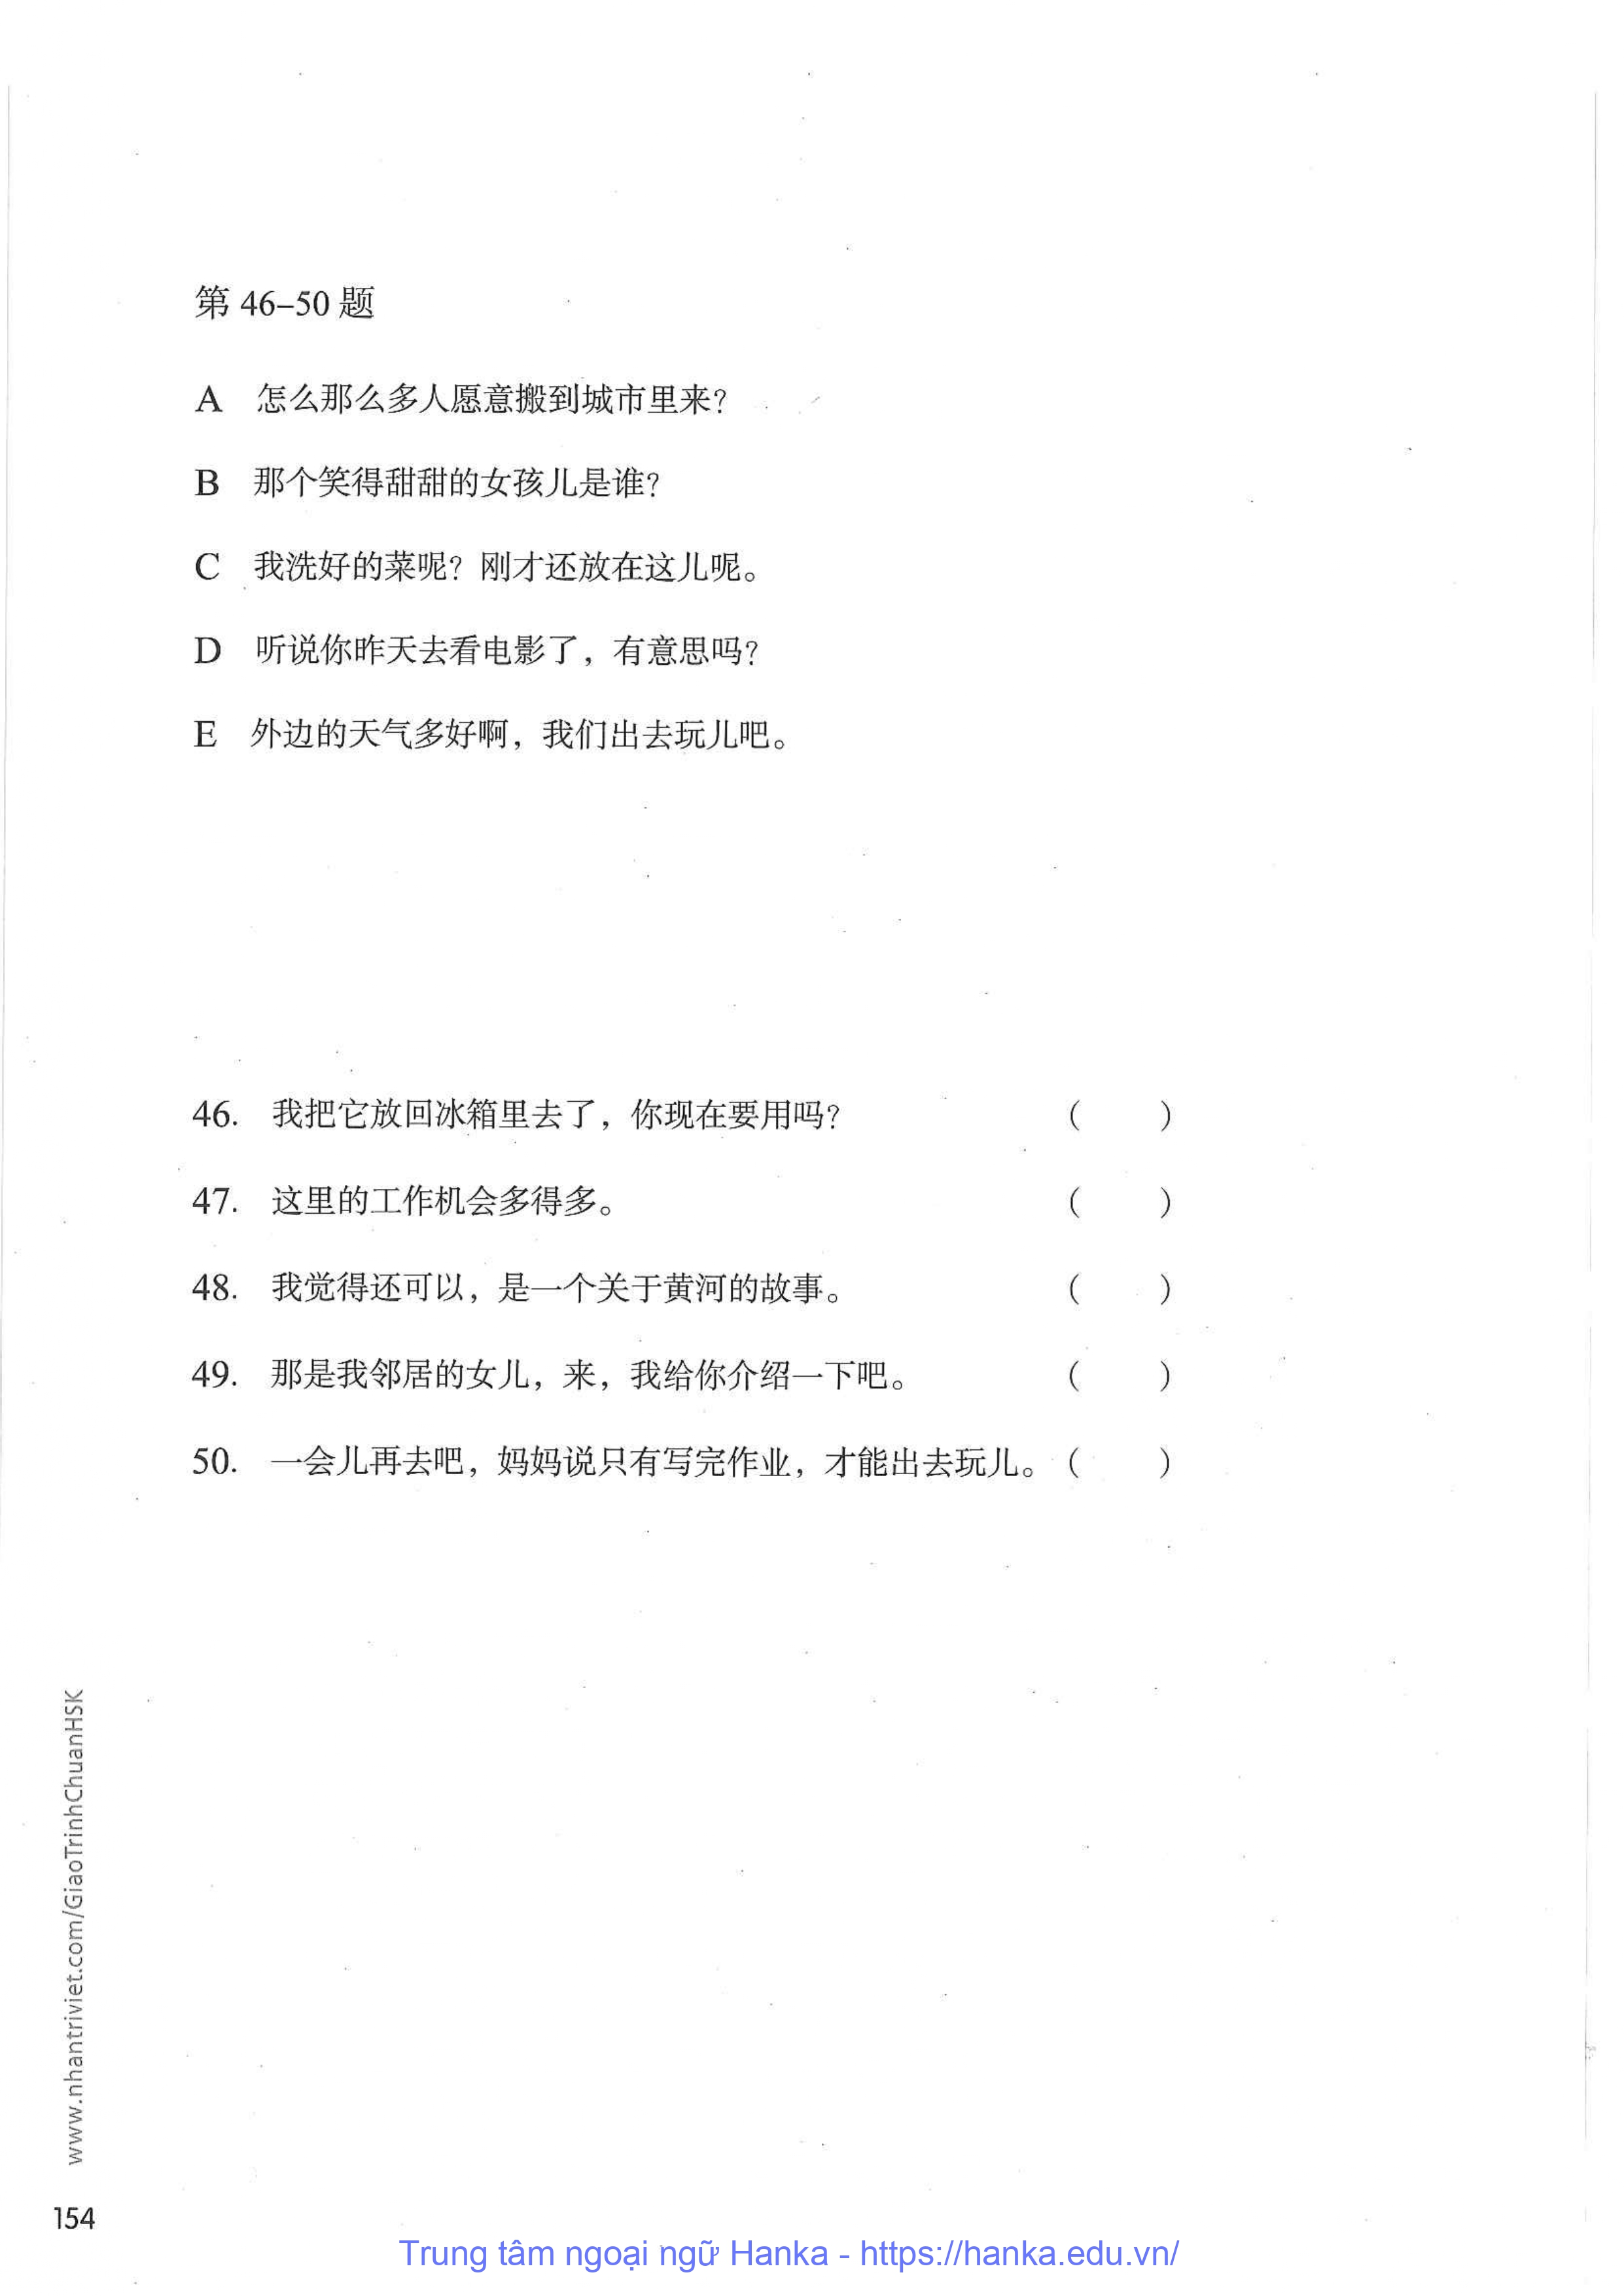 第 46–50 题
A 怎么那么多人愿意搬到城市里来？
B 那个笑得甜甜的女孩儿是谁？
C 我洗好的菜呢？刚才还放在这儿呢。
D 听说你昨天去看电影了，有意思吗？
E 外边的天气多好啊，我们出去玩儿吧。
46. 我把它放回冰箱里去了，你现在要用吗？ （ ）
47. 这里的工作机会多得多。 （ ）
48. 我觉得还可以，是一个关于黄河的故事。 （ ）
49. 那是我邻居的女儿，来，我给你介绍一下吧。 （ ）
50. 一会儿再去吧，妈妈说只有写完作业，才能出去玩儿。（ ）
www.nhantriviet.com/GiaoTrinhChuanHSK
154
Trung tâm ngoại ngữ Hanka - https://hanka.edu.vn/